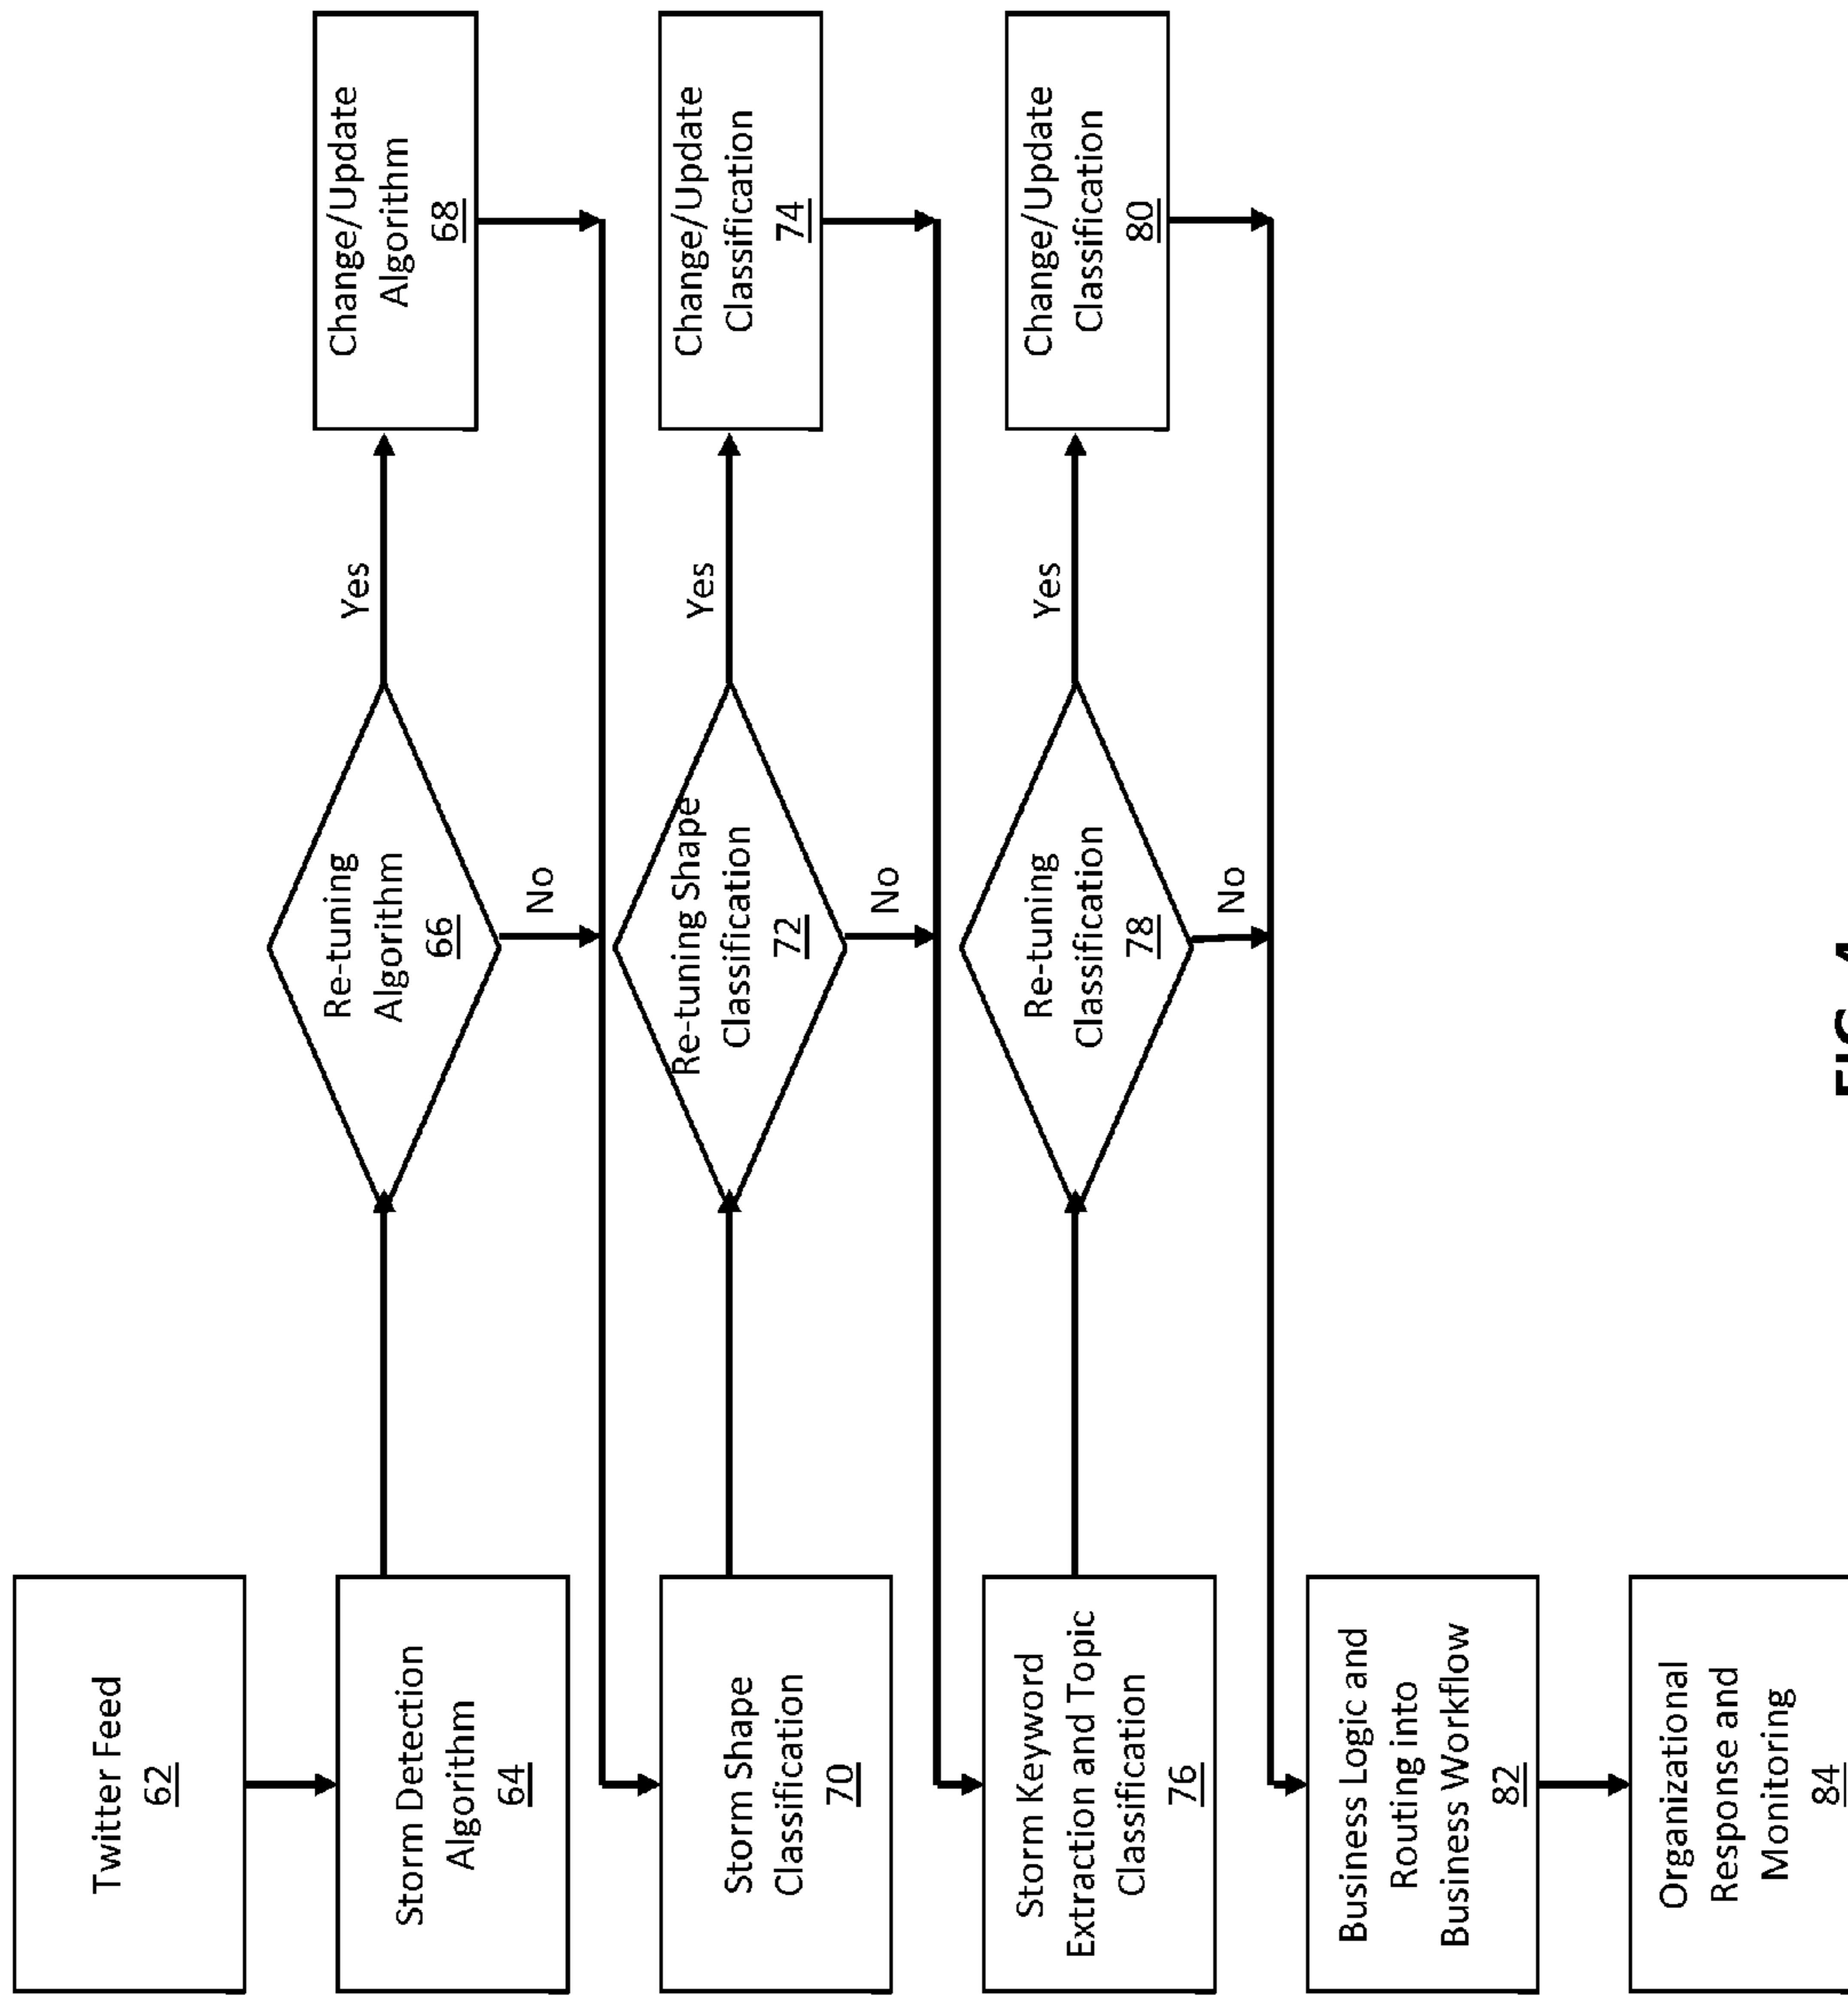 Twitter Feed
62
Storm Detection
Algorithm
64
Re-tuning
Algorithm
66
Yes
No
Change/Update
Algorithm
68
Storm Shape
Classification
70
Re-tuning Shape
Classification
72
Yes
No
Change/Update
Classification
74
Storm Keyword
Extraction and Topic
Classification
76
Re-tuning
Classification
78
Yes
No
Change/Update
Classification
80
Business Logic and
Routing into
Business Workflow
82
Organizational
Response and
Monitoring
84